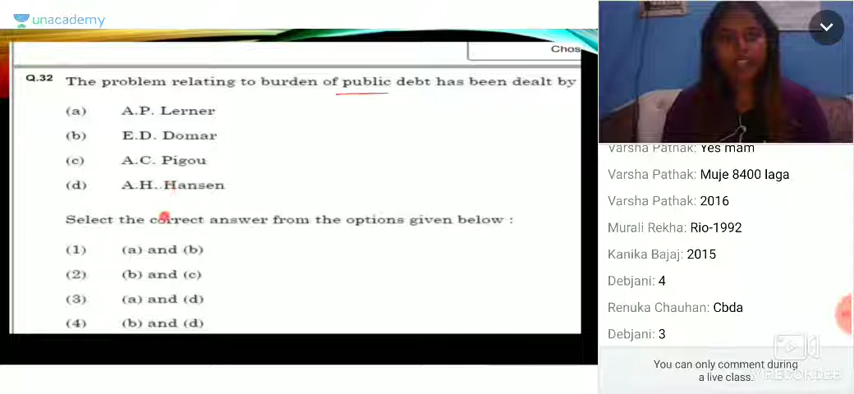 unacademy
Chos
Q.32 The problem relating to burden of public debt has been dealt by
(a) A.P. Lerner
(b) E.D. Domar
(c) A.C. Pigou
(d) A.H. Hansen
Select the correct answer from the options given below :
(1) (a) and (b)
(2) (b) and (c)
(3) (a) and (d)
(4) (b) and (d)
Varsha Pathak: Yes mam
Varsha Pathak: Muje 8400 laga
Varsha Pathak: 2016
Murali Rekha: Rio-1992
Kanika Bajaj: 2015
Debjani: 4
Renuka Chauhan: Cbda
Debjani: 3
You can only comment during
a live class.